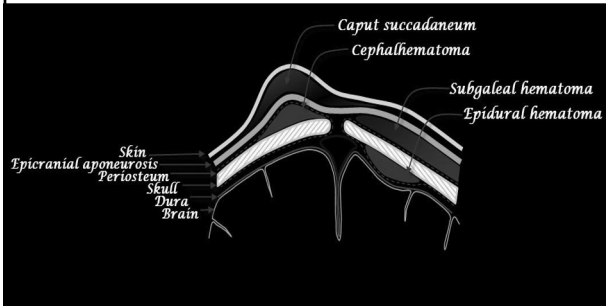 Caput succadaneum
Cephalhematoma
Subgaleal hematoma
Epidural hematoma
Skin
Epicranial aponeurosis
Periosteum
Skull
Dura
Brain